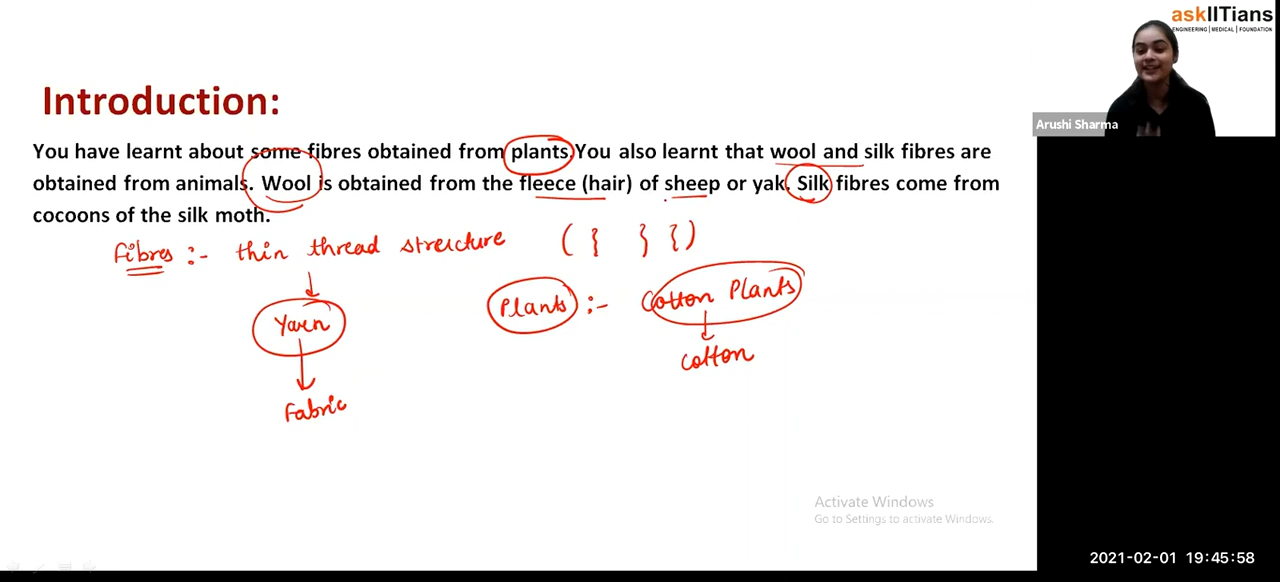 askIITians
ENGINEERING | MEDICAL | FOUNDATION
Introduction:
Arushi Sharma
You have learnt about some fibres obtained from plants.You also learnt that wool and silk fibres are
obtained from animals. Wool is obtained from the fleece (hair) of sheep or yak. Silk fibres come from
cocoons of the silk moth.
fibres :- thin thread structure
Plants :- Cotton Plants
Yarn
Cotton
Fabric
Activate Windows
Go to Settings to activate Windows.
2021-02-01 19:45:58